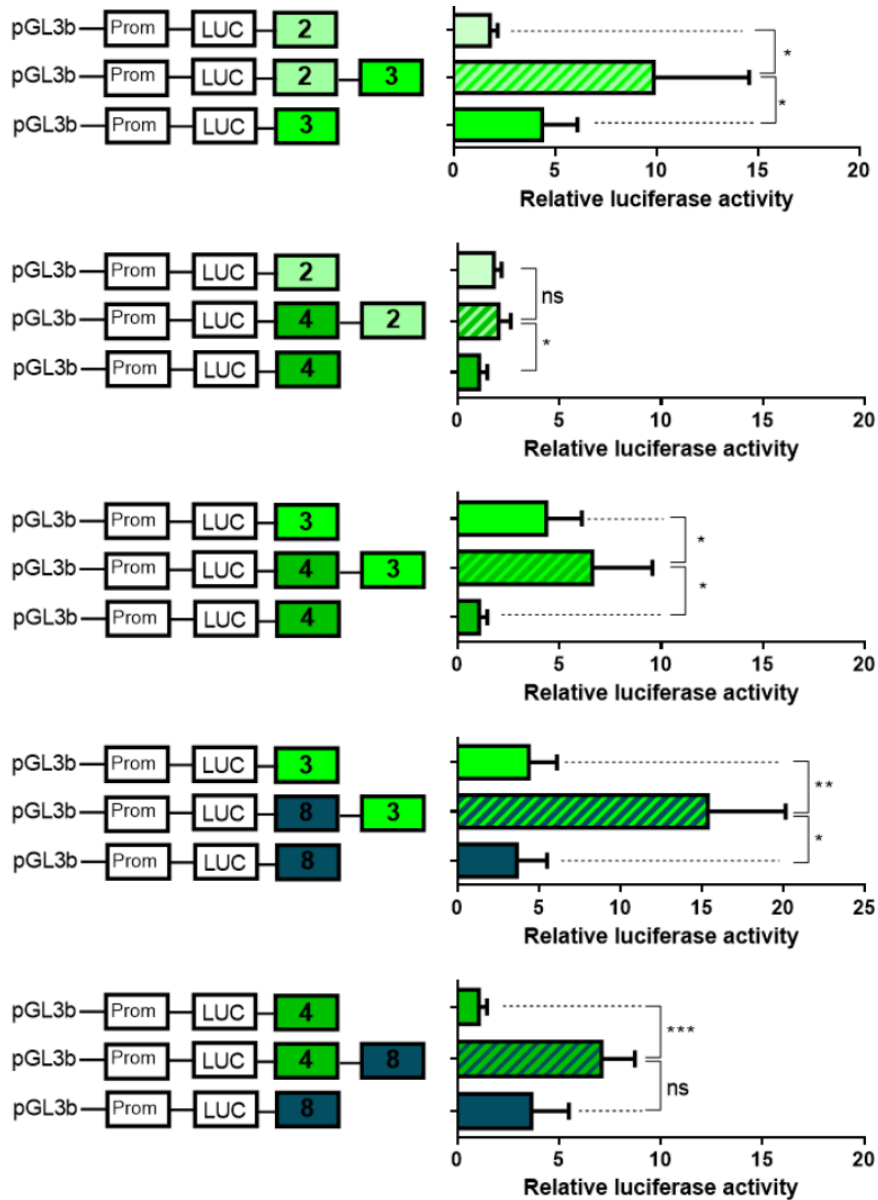 pGL3b Prom LUC 2
pGL3b Prom LUC 2 3 *
pGL3b Prom LUC 3 *
0 5 10 15 20
Relative luciferase activity
pGL3b Prom LUC 2
pGL3b Prom LUC 4 2 ns
pGL3b Prom LUC 4 *
0 5 10 15 20
Relative luciferase activity
pGL3b Prom LUC 3
pGL3b Prom LUC 4 3 *
pGL3b Prom LUC 4 *
0 5 10 15 20
Relative luciferase activity
pGL3b Prom LUC 3
pGL3b Prom LUC 8 3 **
pGL3b Prom LUC 8 *
0 5 10 15 20 25
Relative luciferase activity
pGL3b Prom LUC 4
pGL3b Prom LUC 4 8 ***
pGL3b Prom LUC 8 ns
0 5 10 15 20
Relative luciferase activity